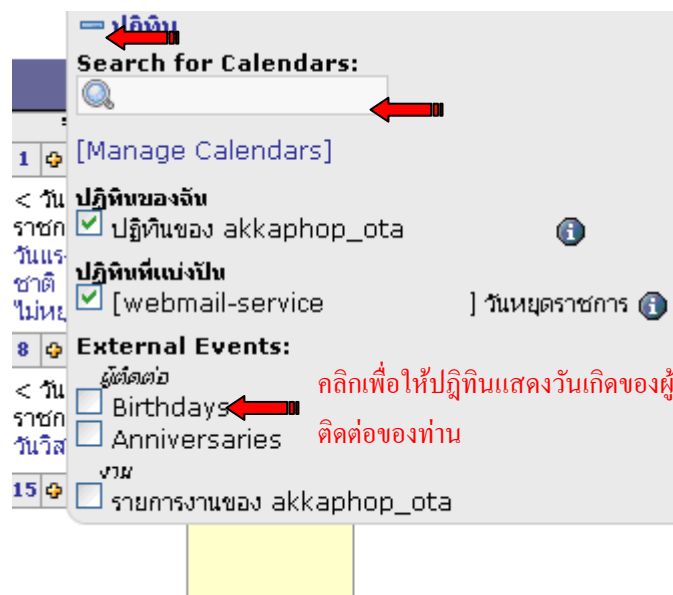 ปฏิทิน
Search for Calendars:
[Manage Calendars]
1
< วัน
ราชก
วันแร
ชาติ
ไม่หยุ
ปฏิทินของฉัน
ปฏิทินของ akkaphop_ota
ปฏิทินที่แบ่งปัน
[webmail-service ] วันหยุดราชการ
8
External Events:
< วัน
ราชก
วันวิส
ผู้ติดต่อ
Birthdays
คลิกเพื่อให้ปฎิทินแสดงวันเกิดของผู้
Anniversaries
ติดต่อของท่าน
15
งาน
รายการงานของ akkaphop_ota